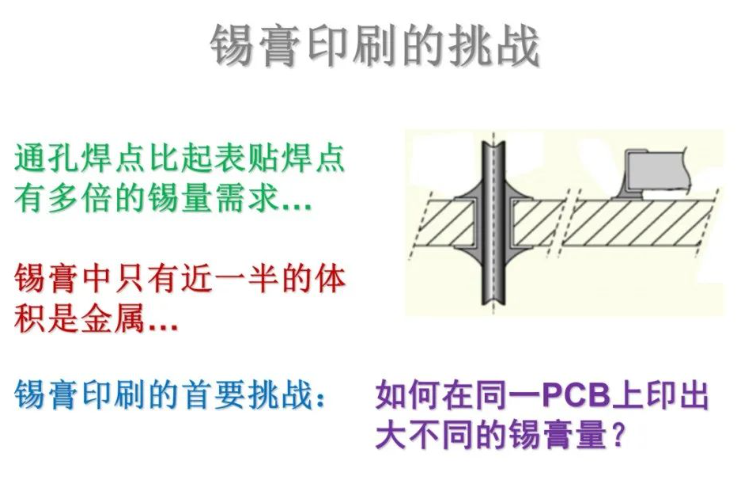 锡膏印刷的挑战
通孔焊点比起表贴焊点
有多倍的锡量需求...
锡膏中只有近一半的体
积是金属...
锡膏印刷的首要挑战：
如何在同一PCB上印出
大不同的锡膏量？